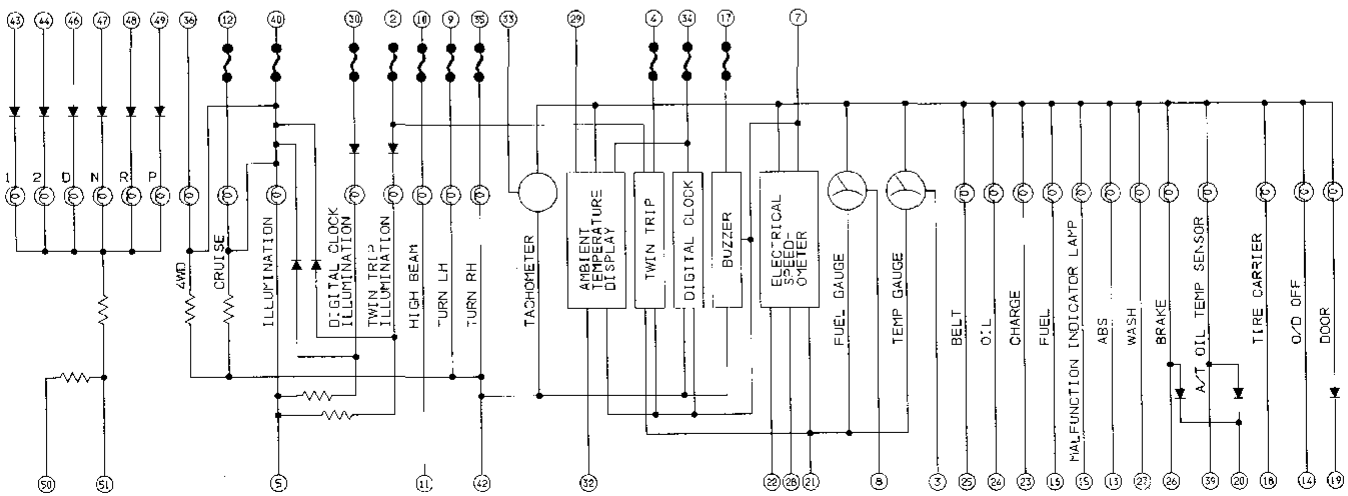 43 44 46 47 48 49 36 12 40 30 2 10 9 35 33 29 4 34 17 7
1 2 D N R P
4WD
CRUISE
ILLUMINATION
DIGITAL CLOCK
ILLUMINATION
TWIN TRIP
ILLUMINATION
HIGH BEAM
TURN LH
TURN RH
TACHOMETER
AMBIENT
TEMPERATURE
DISPLAY
TWIN TRIP
DIGITAL CLOCK
BUZZER
ELECTRICAL
SPEED-
OMETER
FUEL GAUGE
TEMP GAUGE
BELT
OIL
CHARGE
FUEL
MALFUNCTION INDICATOR LAMP
ABS
WASH
BRAKE
A/T OIL TEMP SENSOR
TIRE CARRIER
O/D OFF
DOOR
50 51 5 11 42 32 22 28 21 8 3 25 24 23 16 15 13 27 26 39 20 18 14 19